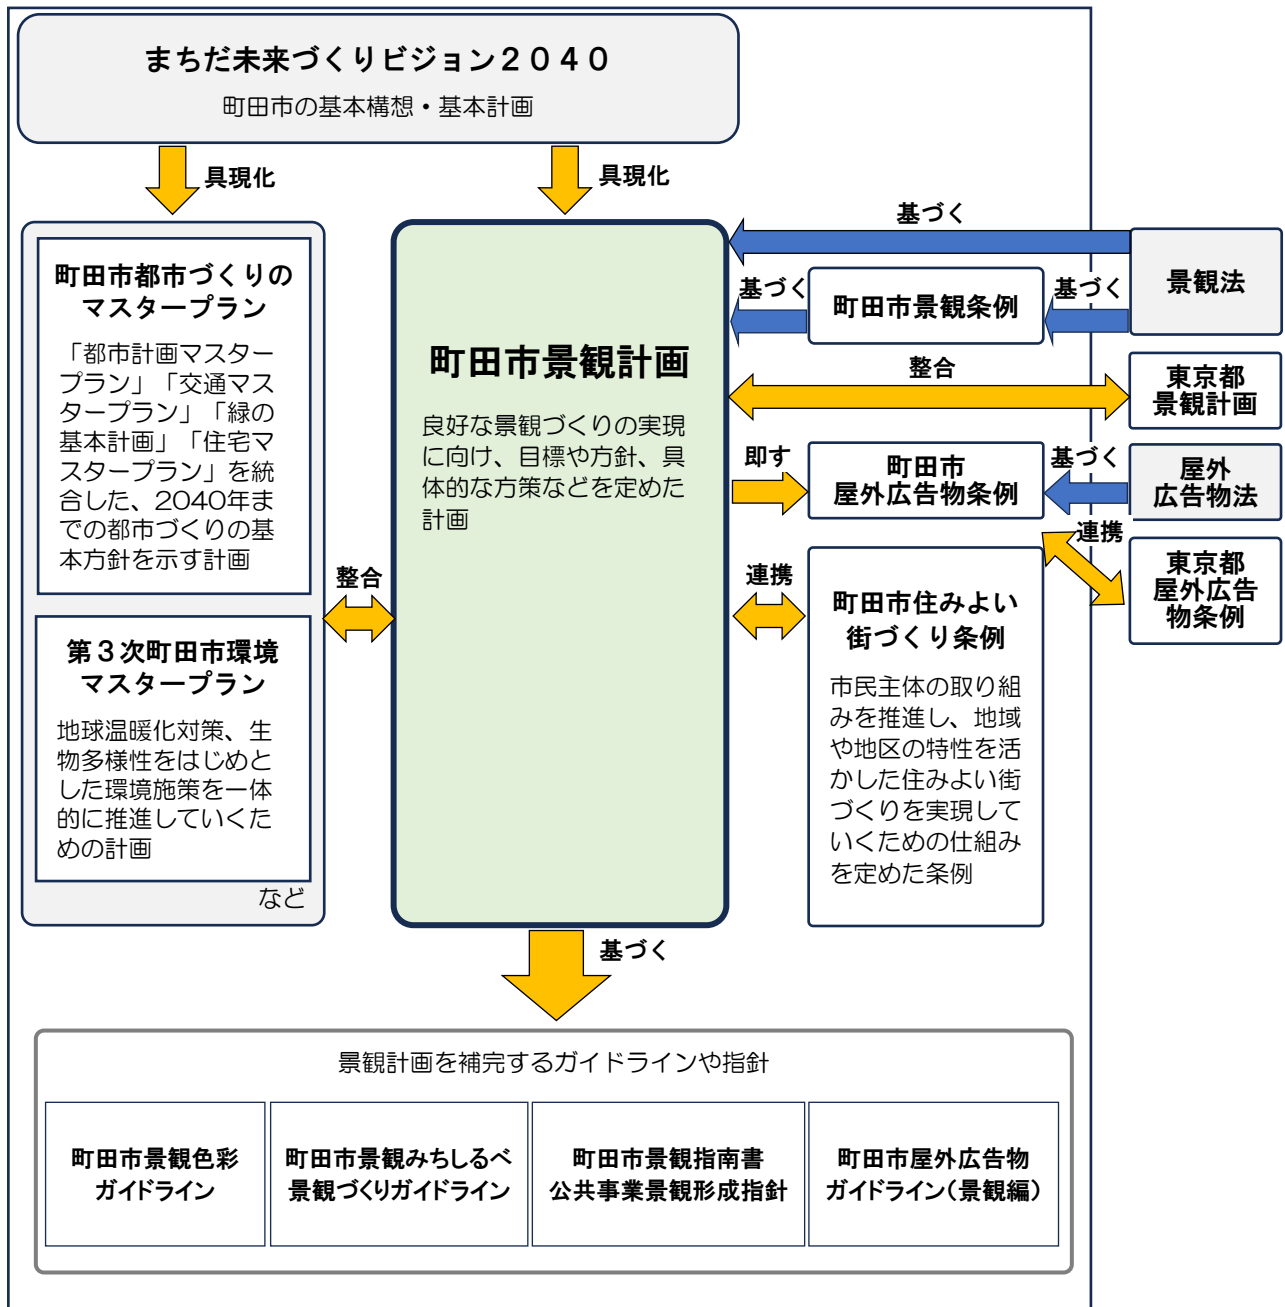 まちだ未来づくりビジョン２０４０
町田市の基本構想・基本計画
具現化
具現化
町田市都市づくりの
マスタープラン
「都市計画マスター
プラン」「交通マス
タープラン」「緑の
基本計画」「住宅マ
スタープラン」を統
合した、2040年ま
での都市づくりの基
本方針を示す計画
第３次町田市環境
マスタープラン
地球温暖化対策、生
物多様性をはじめと
した環境施策を一体
的に推進していくた
めの計画
など
整合
町田市景観計画
良好な景観づくりの実現
に向け、目標や方針、具
体的な方策などを定めた
計画
基づく
基づく
町田市景観条例
基づく
景観法
整合
東京都
景観計画
即す
町田市
屋外広告物条例
基づく
屋外
広告物法
連携
東京都
屋外広告
物条例
連携
町田市住みよい
街づくり条例
市民主体の取り組
みを推進し、地域
や地区の特性を活
かした住みよい街
づくりを実現して
いくための仕組み
を定めた条例
基づく
景観計画を補完するガイドラインや指針
町田市景観色彩
ガイドライン
町田市景観みちしるべ
景観づくりガイドライン
町田市景観指南書
公共事業景観形成指針
町田市屋外広告物
ガイドライン（景観編）